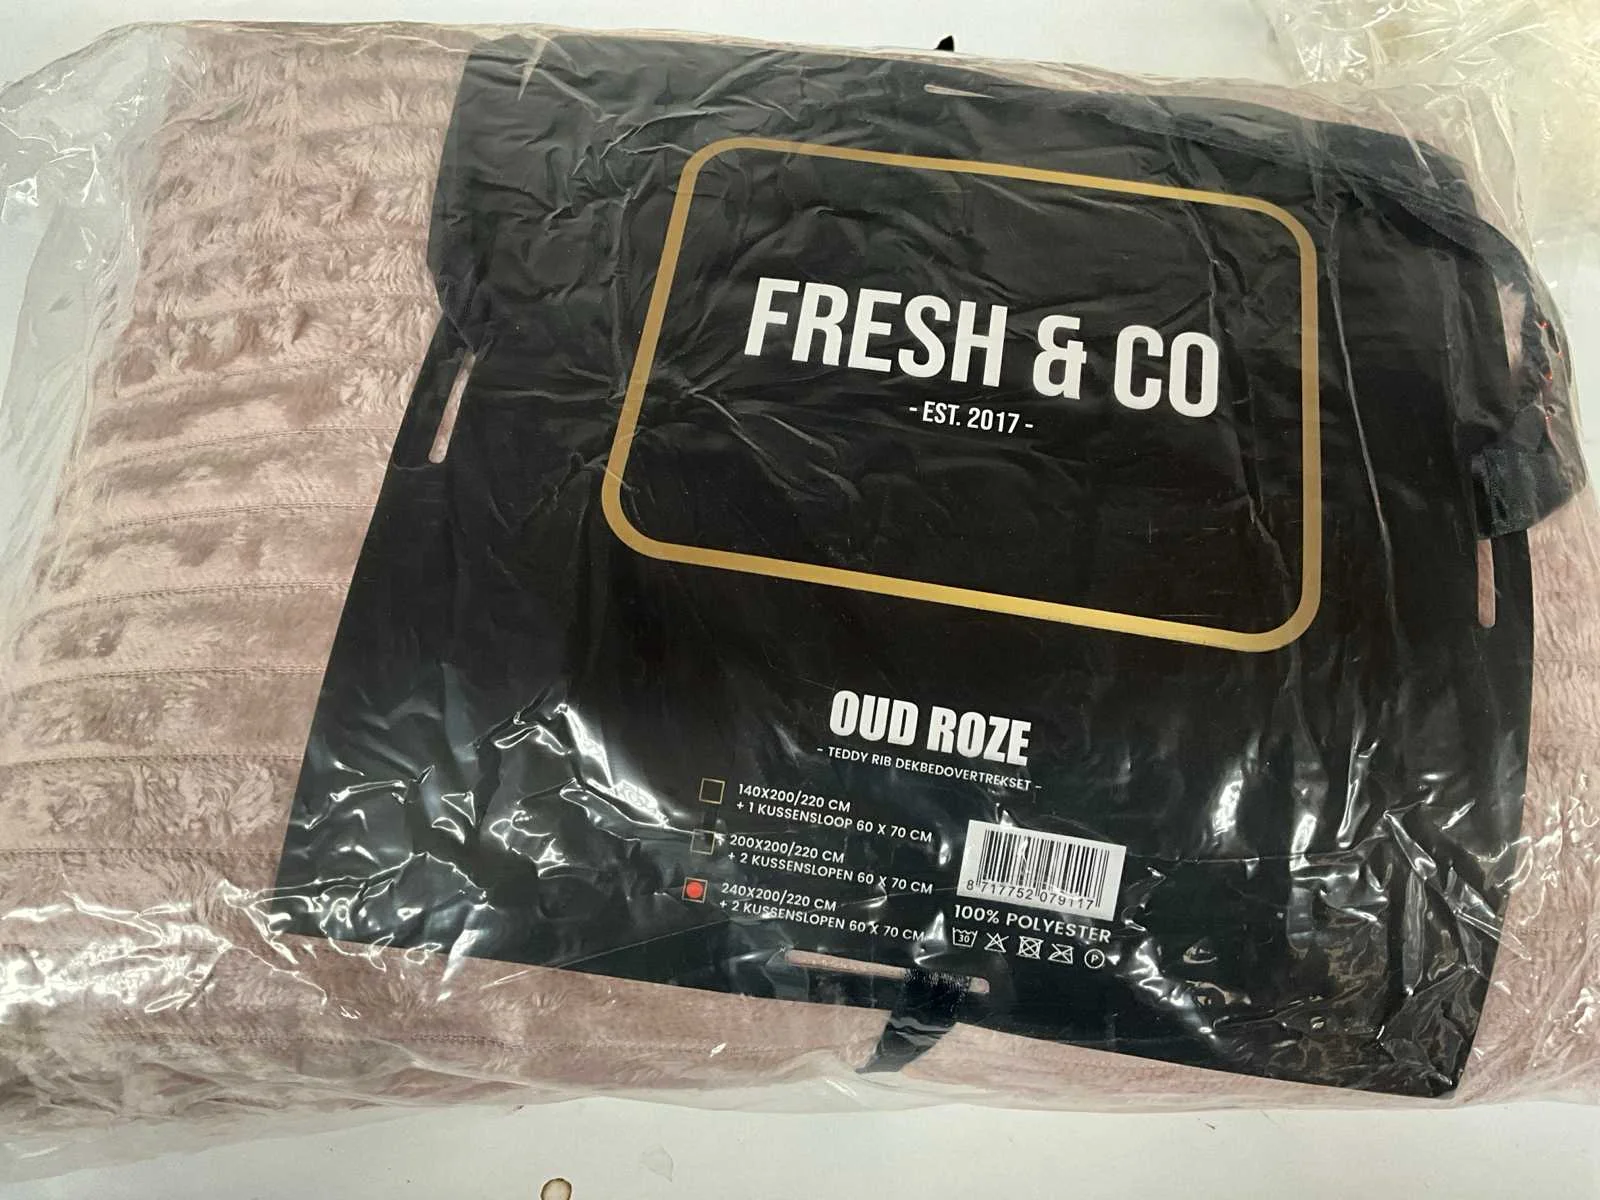 FRESH & CO
- EST. 2017 -
OUD ROZE
- TEDDY RIB DEKBEDOVERTREKSET -
140X200/220 CM
+ 1 KUSSENSLOOP 60 X 70 CM
200X200/220 CM
+ 2 KUSSENSLOPEN 60 X 70 CM
240X200/220 CM
+ 2 KUSSENSLOPEN 60 X 70 CM
8 717752 079117
100% POLYESTER
30
P